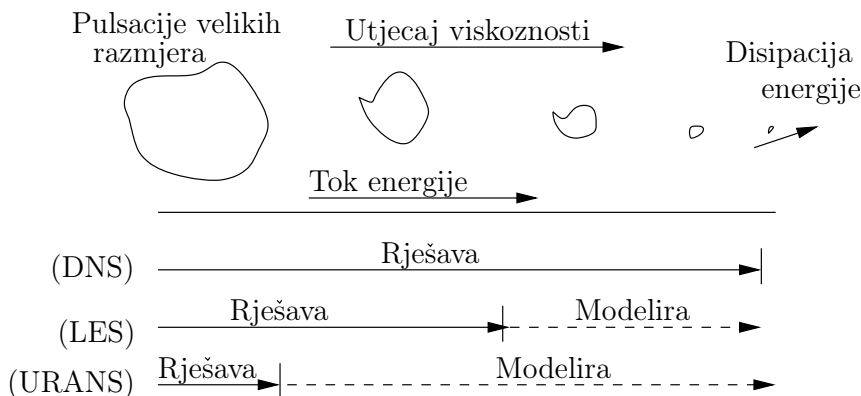 Pulsacije velikih
razmjera
Utjecaj viskoznosti
Disipacija
energije
Tok energije
(DNS)
Rješava
(LES)
Rješava
Modelira
(URANS)
Rješava
Modelira